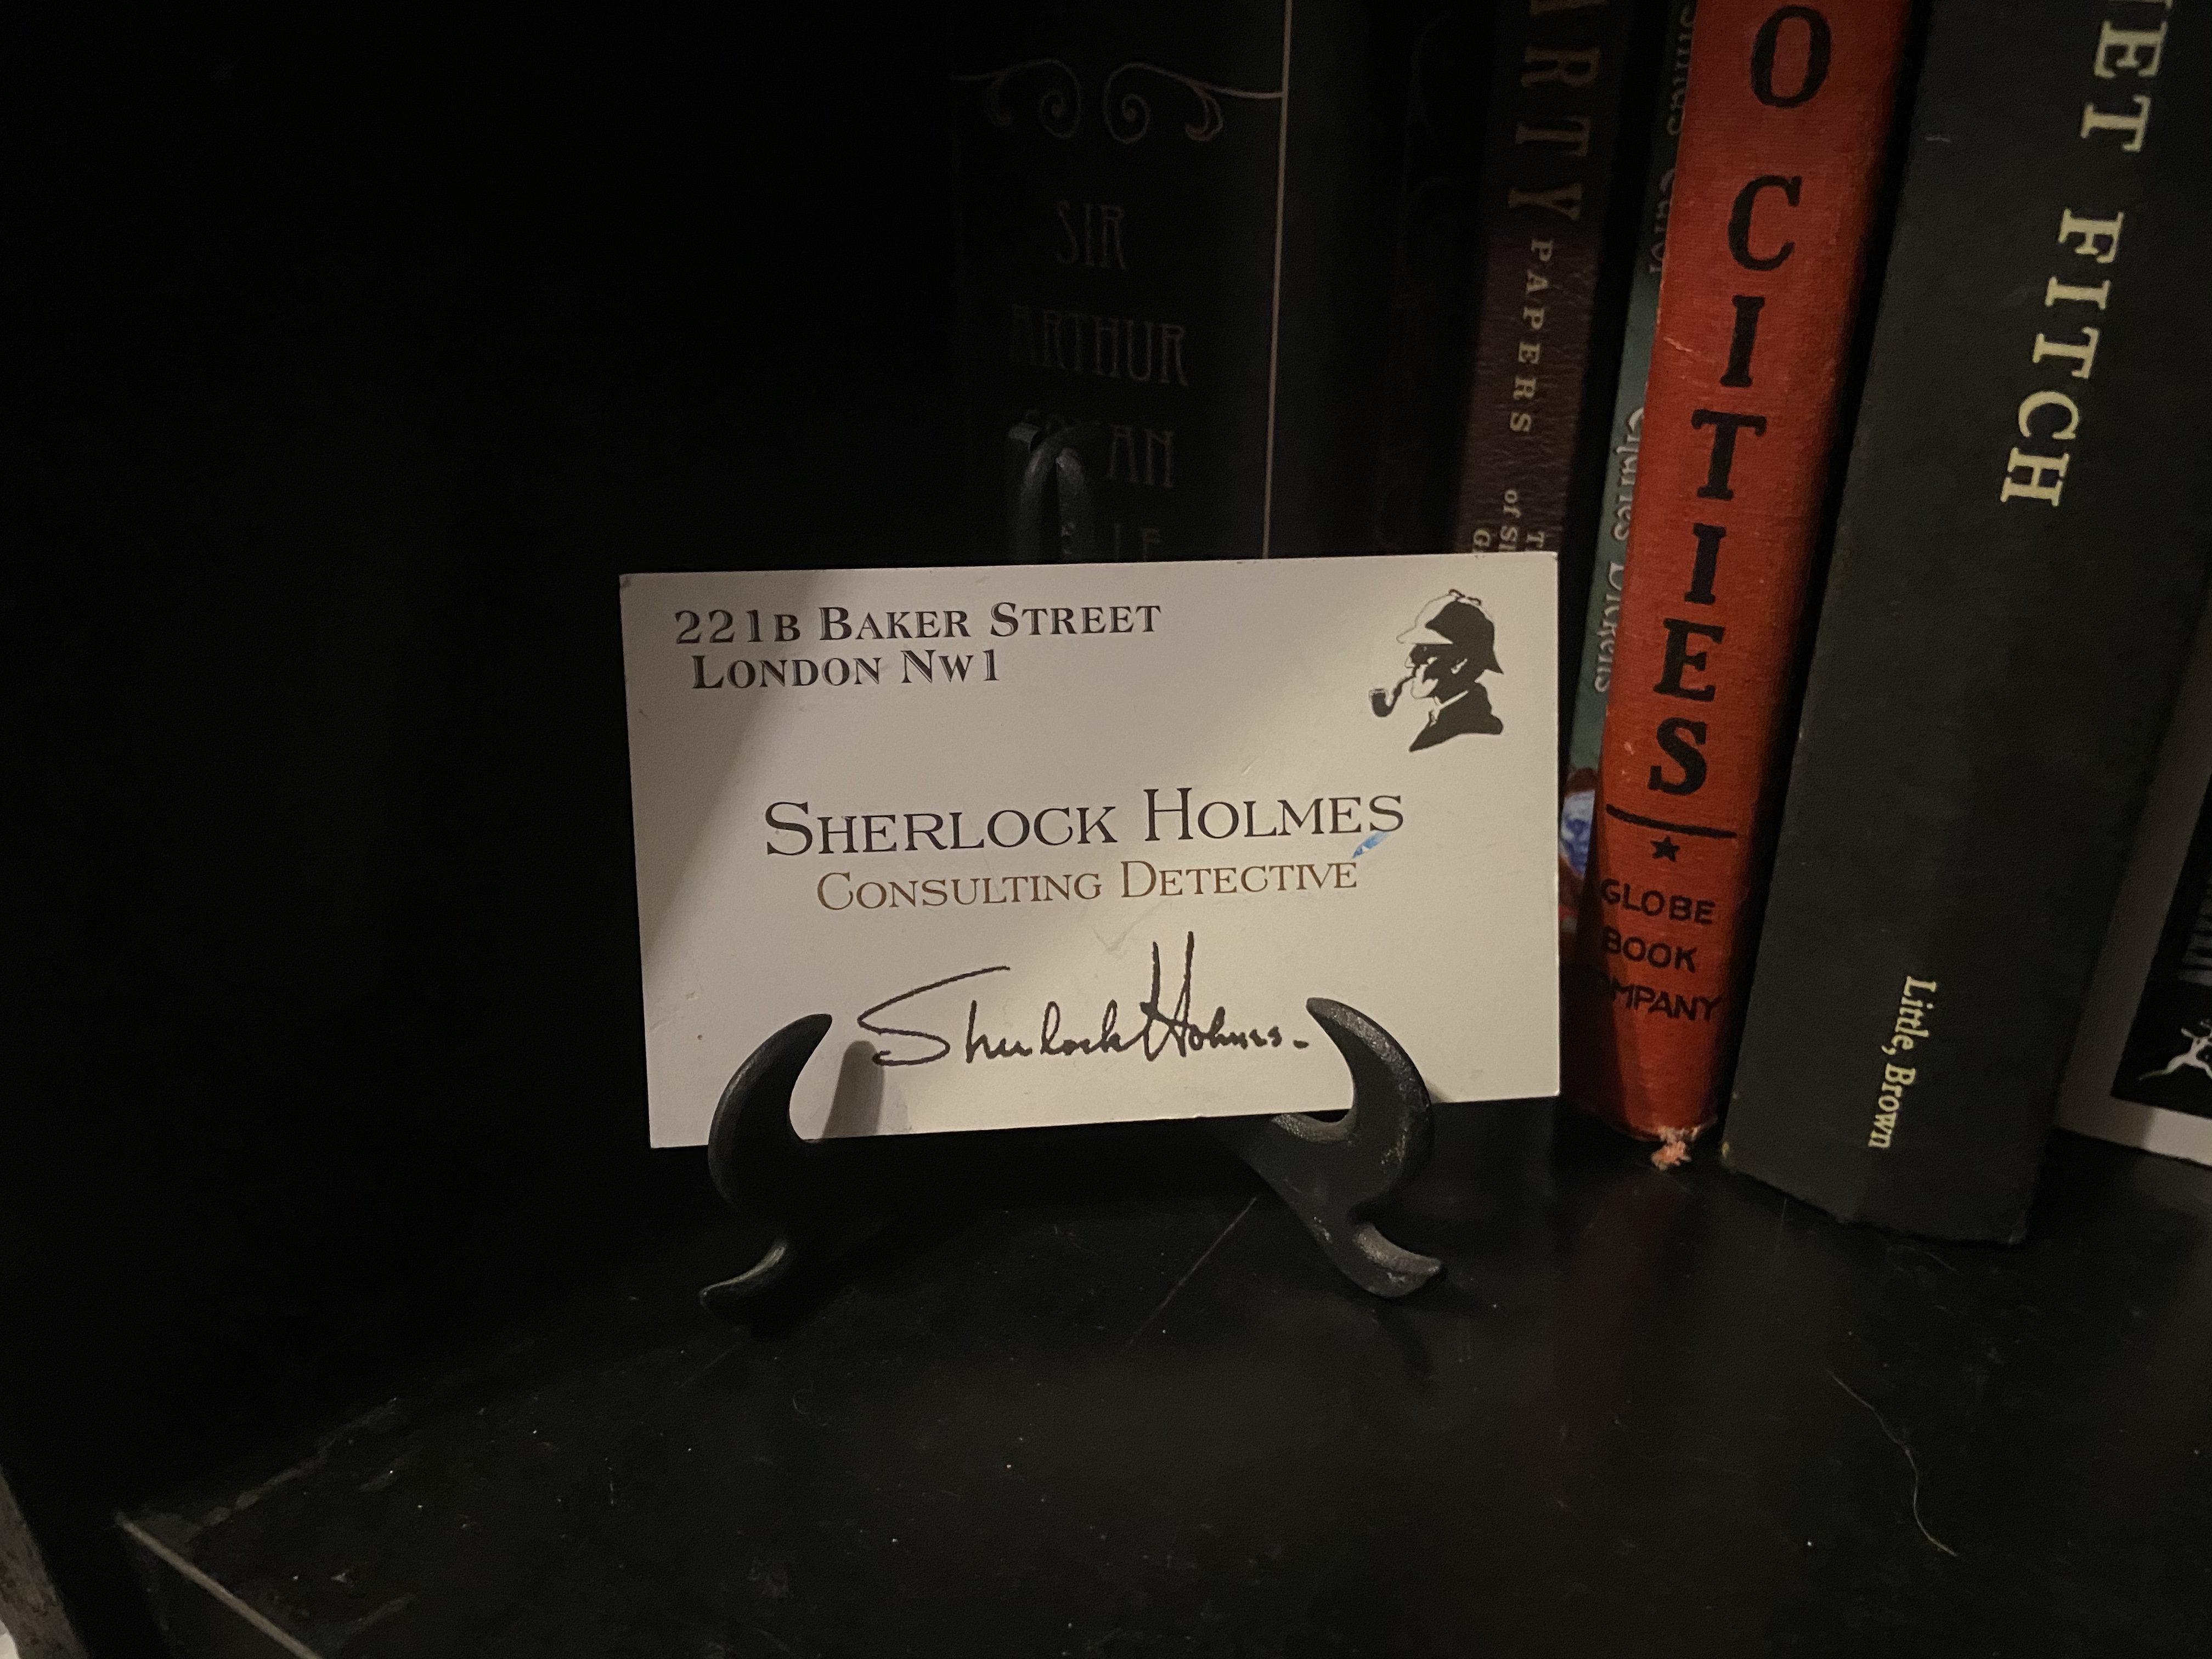 SIR
ARTHUR
ARTY PAPERS
O CITIES
GLOBE
BOOK
MPANY
ET FITCH
Little, Brown
221B BAKER STREET
LONDON NW1
SHERLOCK HOLMES
CONSULTING DETECTIVE
Sherlock Holmes.